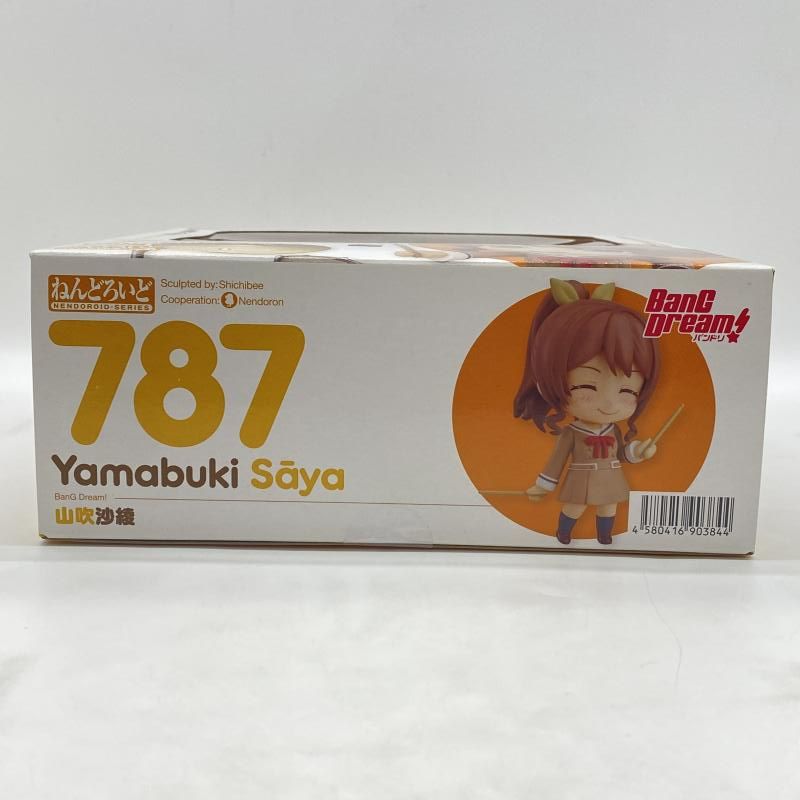 ねんどろいど
NENDOROID-SERIES
Sculpted by: Shichibee
Cooperation: Nendoron
787
Yamabuki Sāya
BanG Dream!
山吹沙綾
BanG
Dream!
バンドリ
4 580416 903844